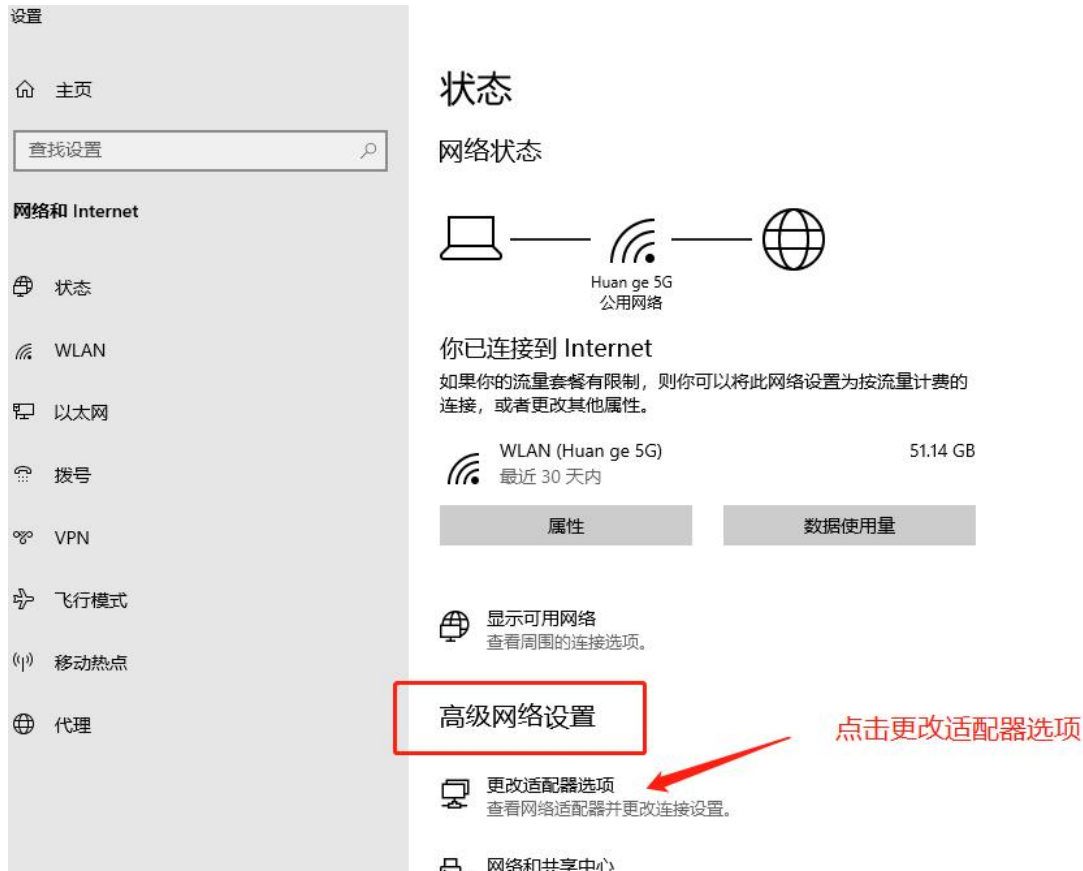 设置
主页
查找设置
网络和 Internet
状态
WLAN
以太网
拨号
VPN
飞行模式
移动热点
代理
状态
网络状态
Huan ge 5G
公用网络
你已连接到 Internet
如果你的流量套餐有限制，则你可以将此网络设置为按流量计费的
连接，或者更改其他属性。
WLAN (Huan ge 5G)
51.14 GB
最近 30 天内
属性
数据使用量
显示可用网络
查看周围的连接选项。
高级网络设置
点击更改适配器选项
更改适配器选项
查看网络适配器并更改连接设置。
网络和共享中心